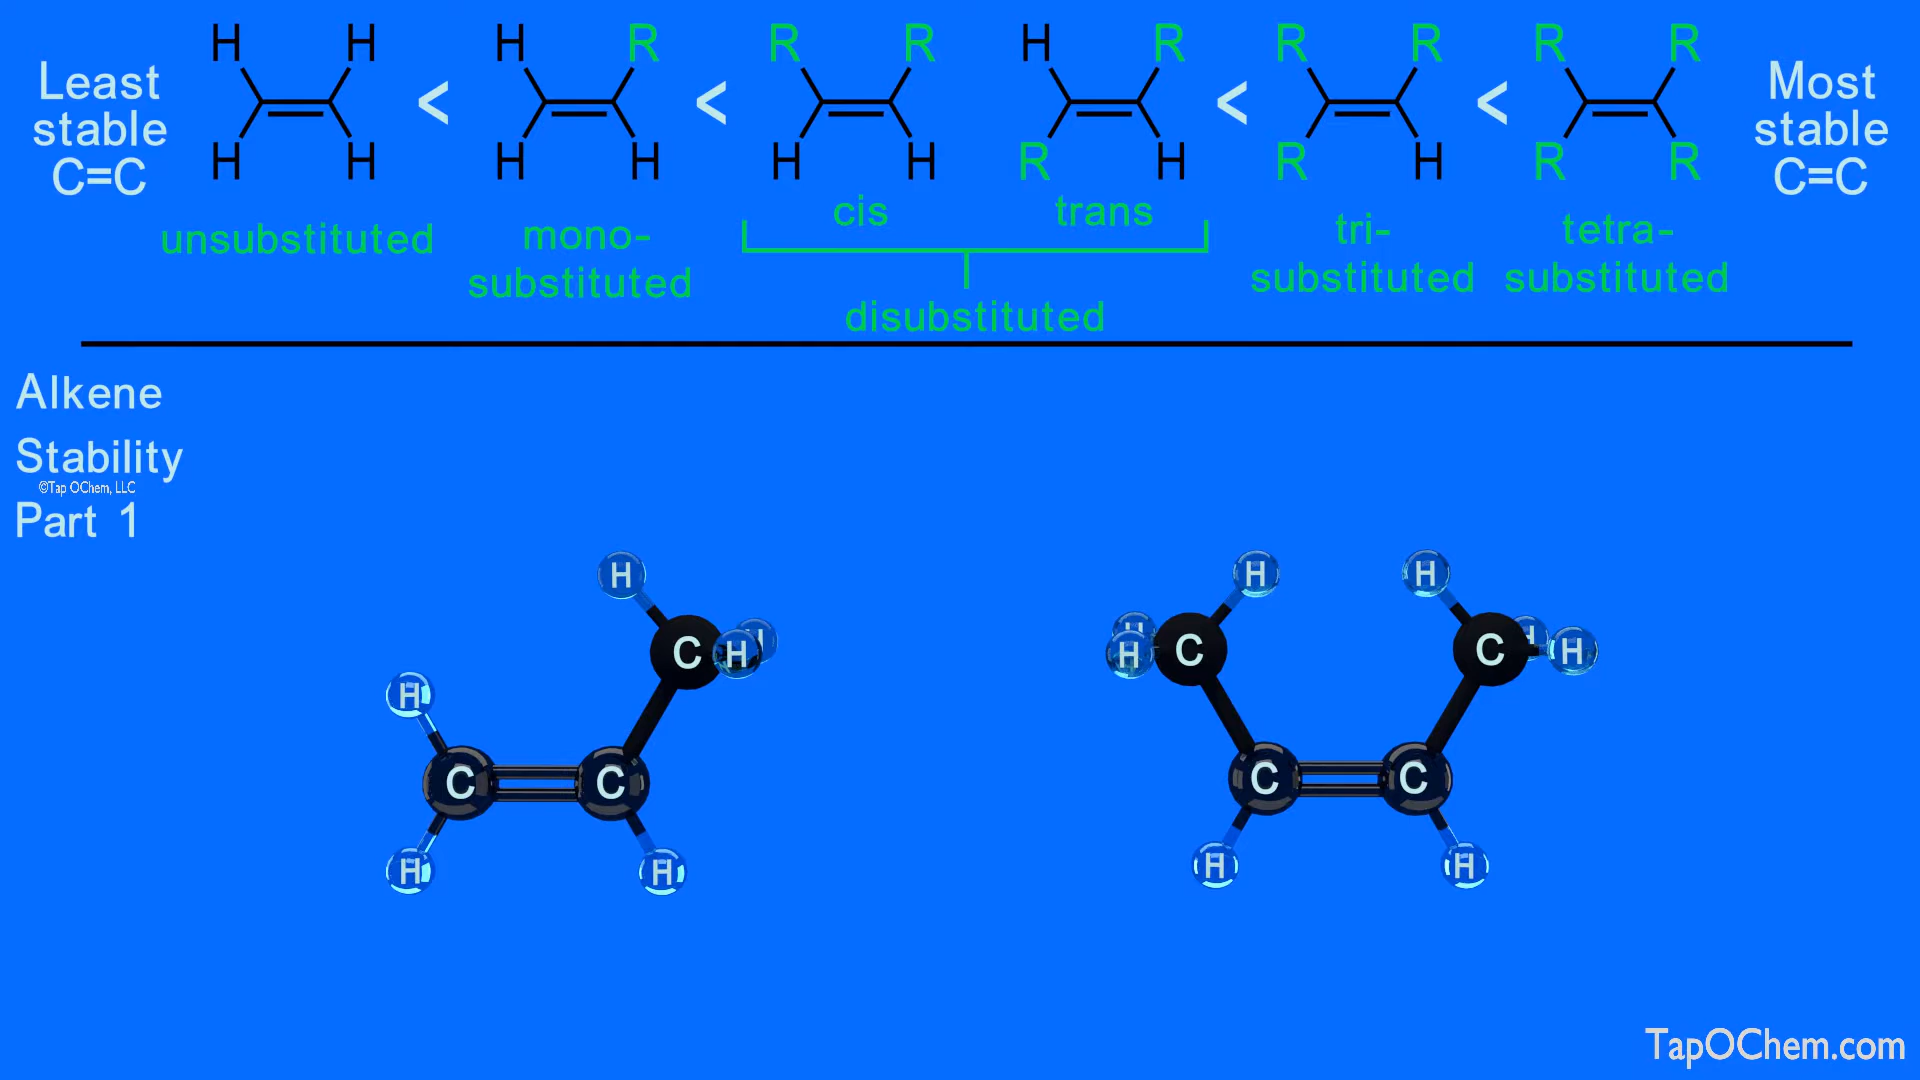 H H H R R R H R R R R R
Least
stable
C=C
< < < <
Most
stable
C=C
H H H H H H R H R H R R
cis trans
unsubstituted
mono-
substituted
tri-
substituted
tetra-
substituted
disubstituted
Alkene
Stability
©Tap OChem, LLC
Part 1
H H H
H C H H H C C H H
H
C C C C
H H H H
TapOChem.com